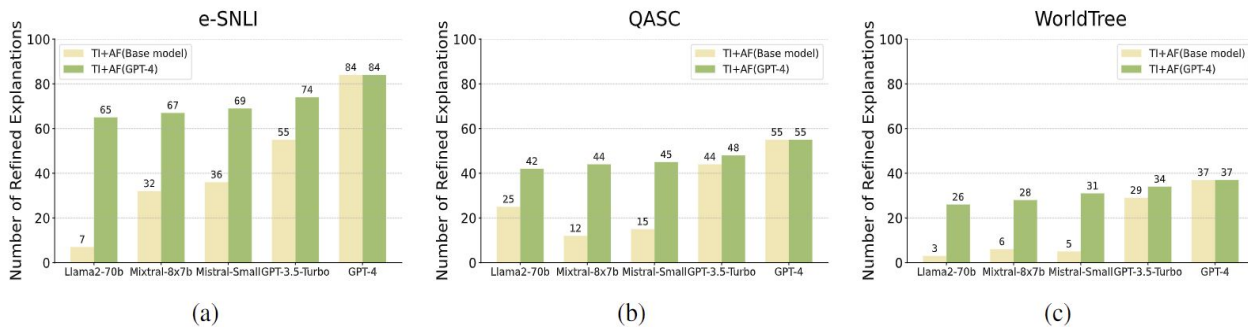 e-SNLI
Number of Refined Explanations
100
80
60
40
20
0
TI+AF(Base model)
TI+AF(GPT-4)
7
65
32
67
36
69
55
74
84
84
Llama2-70b
Mixtral-8x7b
Mistral-Small
GPT-3.5-Turbo
GPT-4
(a)
QASC
Number of Refined Explanations
100
80
60
40
20
0
TI+AF(Base model)
TI+AF(GPT-4)
25
42
12
44
15
45
44
48
55
55
Llama2-70b
Mixtral-8x7b
Mistral-Small
GPT-3.5-Turbo
GPT-4
(b)
WorldTree
Number of Refined Explanations
100
80
60
40
20
0
TI+AF(Base model)
TI+AF(GPT-4)
3
26
6
28
5
31
29
34
37
37
Llama2-70b
Mixtral-8x7b
Mistral-Small
GPT-3.5-Turbo
GPT-4
(c)